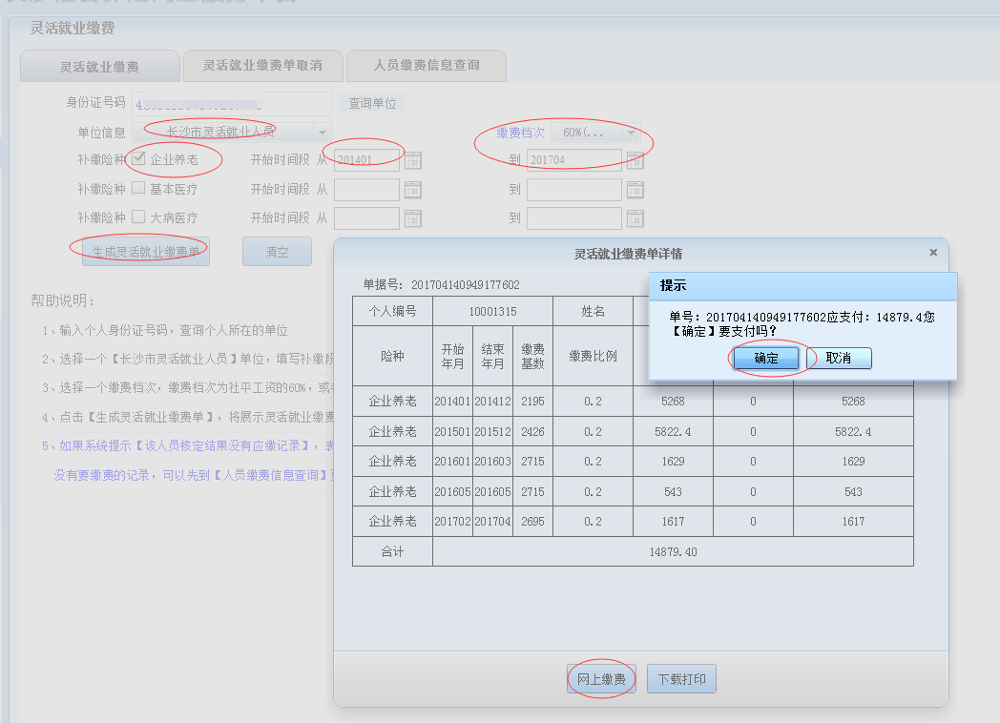 灵活就业缴费
灵活就业缴费 灵活就业缴费单取消 人员缴费信息查询
身份证号码 查询单位
单位信息 长沙市灵活就业人员 缴费档次 60%(...
补缴险种 企业养老 开始时间段 从 201401 到 201704
补缴险种 基本医疗 开始时间段 从 到
补缴险种 大病医疗 开始时间段 从 到
生成灵活就业缴费单 清空
帮助说明：
1、输入个人身份证号码，查询个人所在的单位
2、选择一个【长沙市灵活就业人员】单位，填写补缴段
3、选择一个缴费档次，缴费档次为社平工资的60%，或
4、点击【生成灵活就业缴费单】，将展示灵活就业缴费
5、如果系统提示【该人员核定结果没有应缴记录】，表
没有要缴费的记录，可以先到【人员缴费信息查询】
灵活就业缴费单详情 ×
单据号：201704140949177602
个人编号 10001315 姓名
险种 开始年月 结束年月 缴费基数 缴费比例
企业养老 201401 201412 2195 0.2 5268 0 5268
企业养老 201501 201512 2426 0.2 5822.4 0 5822.4
企业养老 201601 201603 2715 0.2 1629 0 1629
企业养老 201605 201605 2715 0.2 543 0 543
企业养老 201702 201704 2695 0.2 1617 0 1617
合计 14879.40
网上缴费 下载打印
提示
单号：201704140949177602应支付：14879.4您
【确定】要支付吗？
确定 取消